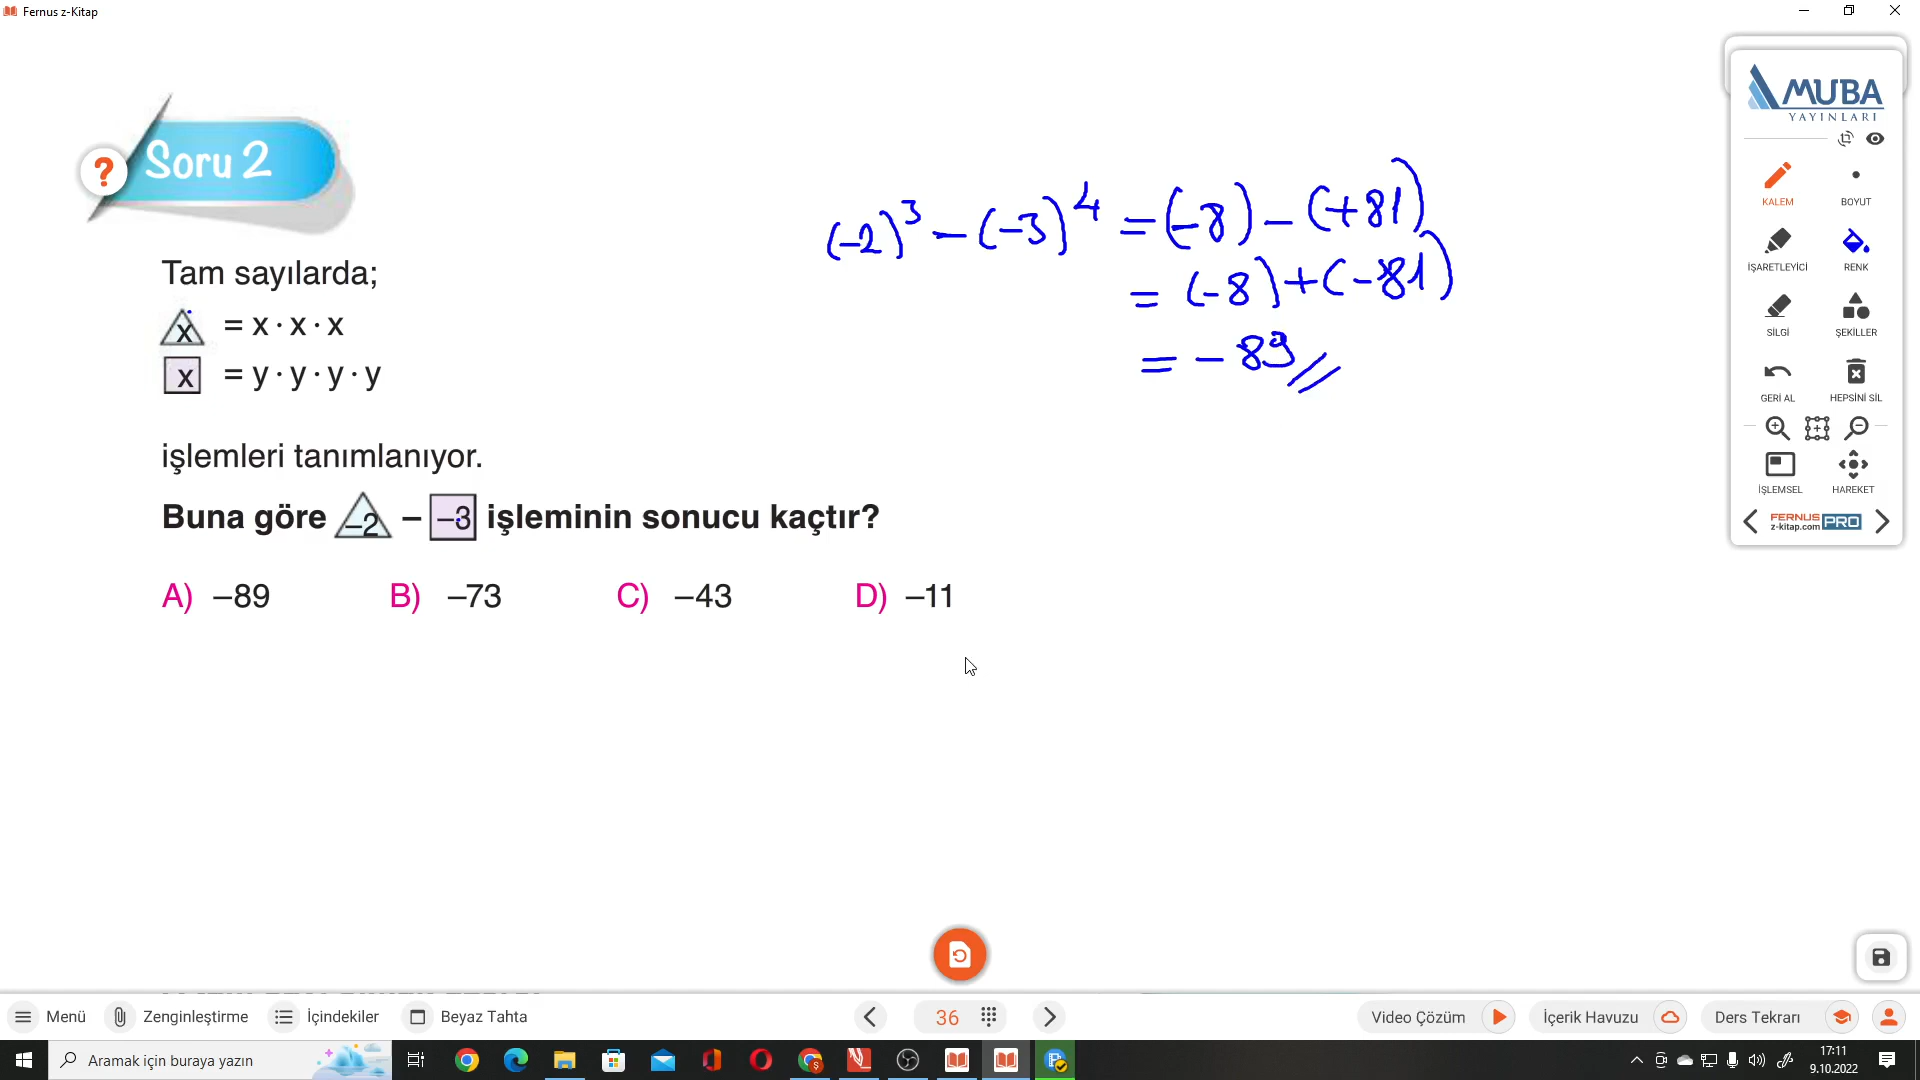 Fernus z-Kitap
MUBA
YAYINLARI
Soru 2
?
KALEM
BOYUT
(-2)³ - (-3)⁴ = (-8) - (+81)
= (-8) + (-81)
= -89
Tam sayılarda;
x = x · x · x
x = y · y · y · y
işlemleri tanımlanıyor.
Buna göre –2 – –3 işleminin sonucu kaçtır?
A) –89 B) –73 C) –43 D) –11
İŞARETLEYİCİ
RENK
SİLGİ
ŞEKİLLER
GERİ AL
HEPSİNİ SİL
İŞLEMSEL
HAREKET
FERNUS
z-kitap.com PRO
Menü
Zenginleştirme
İçindekiler
Beyaz Tahta
36
Video Çözüm
İçerik Havuzu
Ders Tekrarı
Aramak için buraya yazın
17:11
9.10.2022